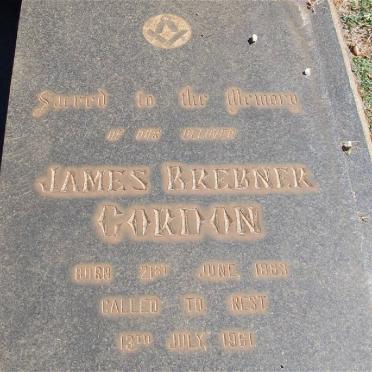 Sacred to the Memory
OF OUR BELOVED
JAMES BREBNER
GORDON
BORN 21ST JUNE 1893
CALLED TO REST
13TH JULY 1961